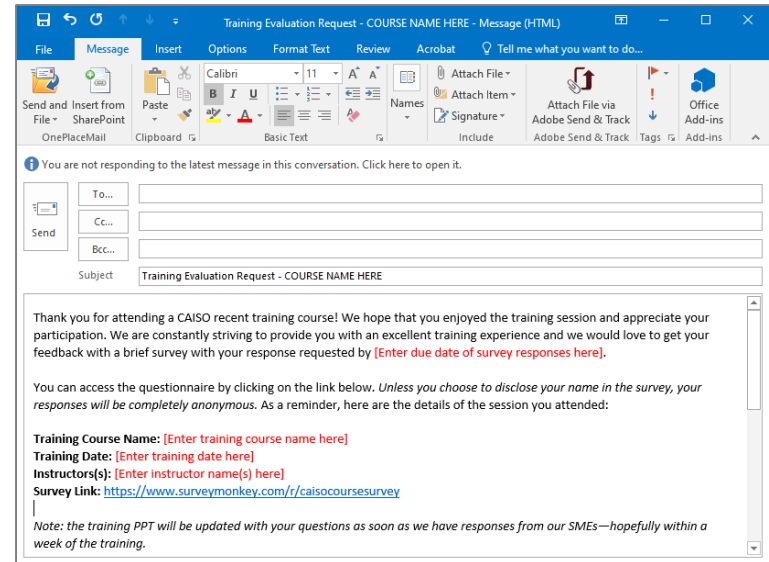 Training Evaluation Request - COURSE NAME HERE - Message (HTML)
File Message Insert Options Format Text Review Acrobat Tell me what you want to do...
Send and File
Insert from SharePoint
OnePlaceMail
Paste
Clipboard
Calibri 11 A A
B I U
ab A
Basic Text
Names
Attach File
Attach Item
Signature
Include
Attach File via Adobe Send & Track
Adobe Send & Track
Tags
Office Add-ins
Add-ins
You are not responding to the latest message in this conversation. Click here to open it.
Send
To...
Cc...
Bcc...
Subject Training Evaluation Request - COURSE NAME HERE
Thank you for attending a CAISO recent training course! We hope that you enjoyed the training session and appreciate your
participation. We are constantly striving to provide you with an excellent training experience and we would love to get your
feedback with a brief survey with your response requested by [Enter due date of survey responses here].
You can access the questionnaire by clicking on the link below. Unless you choose to disclose your name in the survey, your
responses will be completely anonymous. As a reminder, here are the details of the session you attended:
Training Course Name: [Enter training course name here]
Training Date: [Enter training date here]
Instructors(s): [Enter instructor name(s) here]
Survey Link: https://www.surveymonkey.com/r/caisocoursesurvey
Note: the training PPT will be updated with your questions as soon as we have responses from our SMEs—hopefully within a
week of the training.